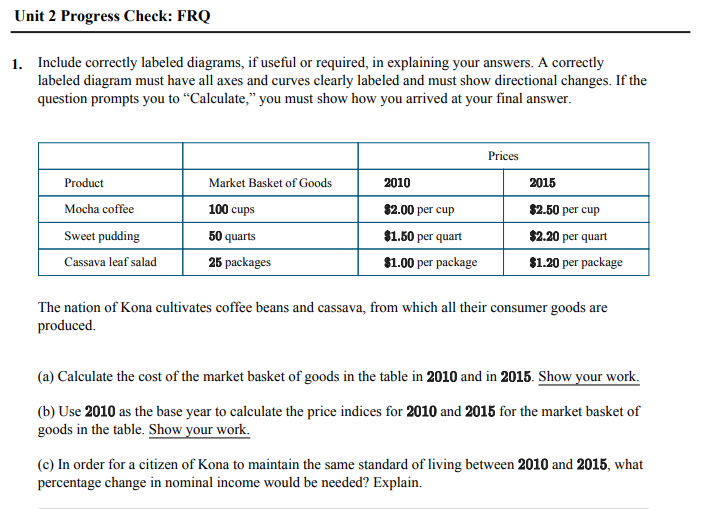 Unit 2 Progress Check: FRQ
1. Include correctly labeled diagrams, if useful or required, in explaining your answers. A correctly
labeled diagram must have all axes and curves clearly labeled and must show directional changes. If the
question prompts you to “Calculate,” you must show how you arrived at your final answer.
Prices
Product Market Basket of Goods 2010 2015
Mocha coffee 100 cups $2.00 per cup $2.50 per cup
Sweet pudding 50 quarts $1.50 per quart $2.20 per quart
Cassava leaf salad 25 packages $1.00 per package $1.20 per package
The nation of Kona cultivates coffee beans and cassava, from which all their consumer goods are
produced.
(a) Calculate the cost of the market basket of goods in the table in 2010 and in 2015. Show your work.
(b) Use 2010 as the base year to calculate the price indices for 2010 and 2015 for the market basket of
goods in the table. Show your work.
(c) In order for a citizen of Kona to maintain the same standard of living between 2010 and 2015, what
percentage change in nominal income would be needed? Explain.